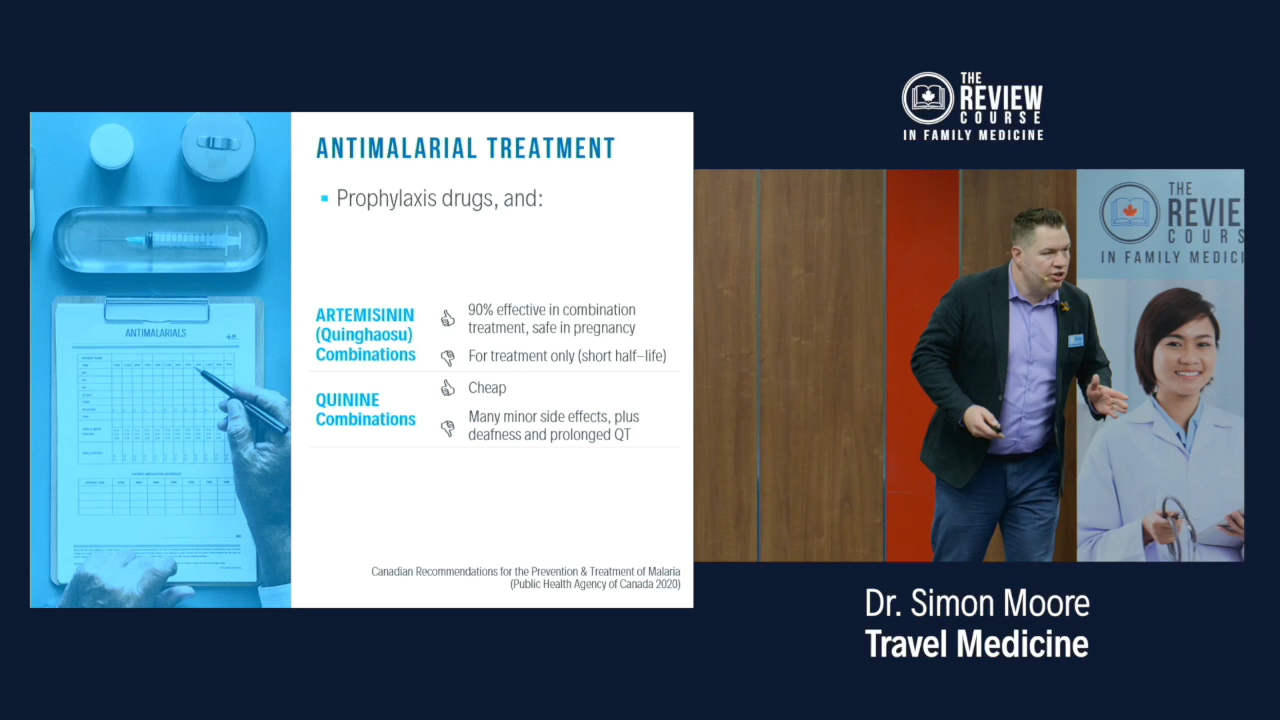 THE
REVIEW
COURSE
IN FAMILY MEDICINE
ANTIMALARIAL TREATMENT
Prophylaxis drugs, and:
ARTEMISININ
(Quinghaosu)
Combinations
90% effective in combination
treatment, safe in pregnancy
For treatment only (short half-life)
QUININE
Combinations
Cheap
Many minor side effects, plus
deafness and prolonged QT
Canadian Recommendations for the Prevention & Treatment of Malaria
(Public Health Agency of Canada 2020)
ANTIMALARIALS
THE
REVIE
COURS
IN FAMILY MEDICI
Dr. Simon Moore
Travel Medicine